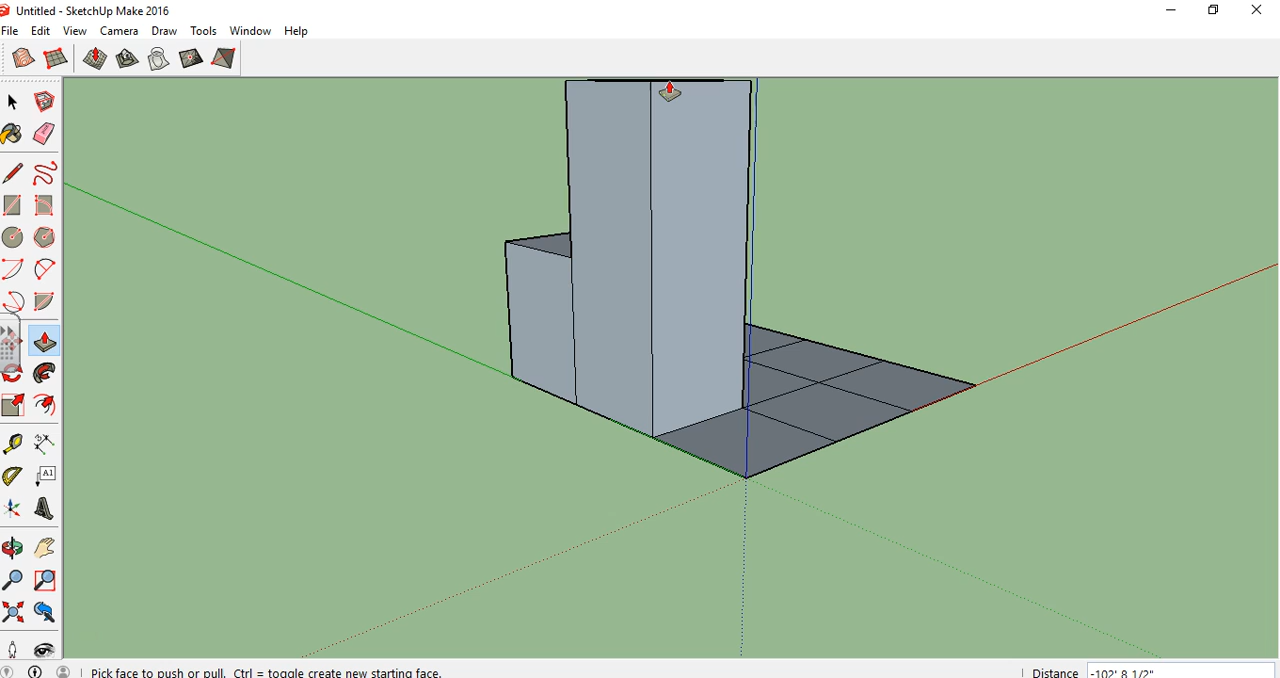 Untitled - SketchUp Make 2016
File Edit View Camera Draw Tools Window Help
A1
Pick face to push or pull. Ctrl = toggle create new starting face.
Distance -102' 8 1/2"